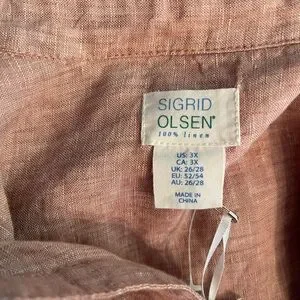 SIGRID
OLSEN®
100% linen
US: 3X
CA: 3X
UK: 26/28
EU: 52/54
AU: 26/28
MADE IN
CHINA